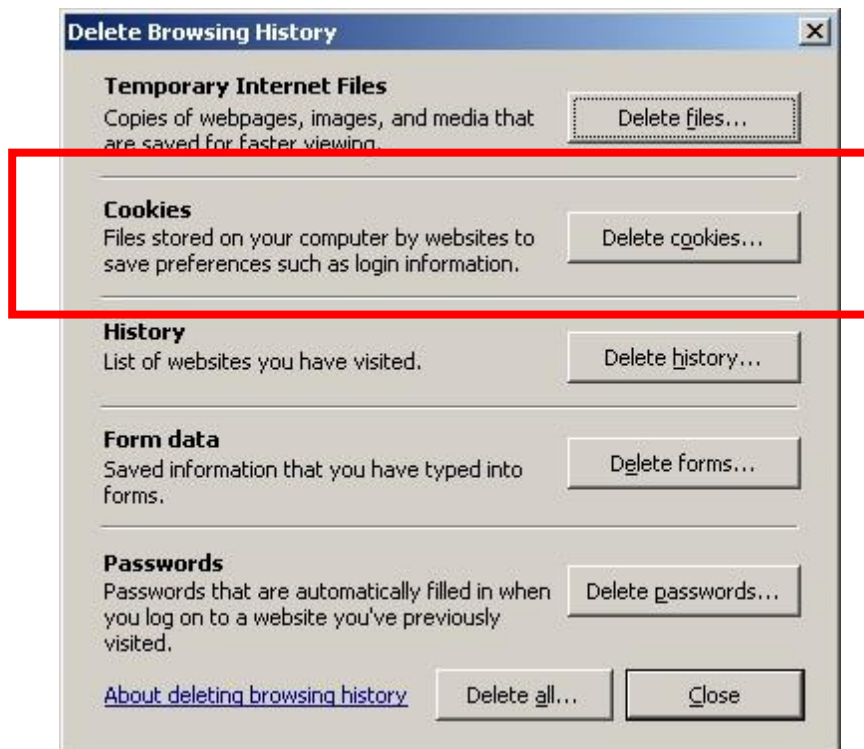 Delete Browsing History
Temporary Internet Files
Copies of webpages, images, and media that
are saved for faster viewing.
Delete files...
Cookies
Files stored on your computer by websites to
save preferences such as login information.
Delete cookies...
History
List of websites you have visited.
Delete history...
Form data
Saved information that you have typed into
forms.
Delete forms...
Passwords
Passwords that are automatically filled in when
you log on to a website you've previously
visited.
Delete passwords...
About deleting browsing history
Delete all...
Close